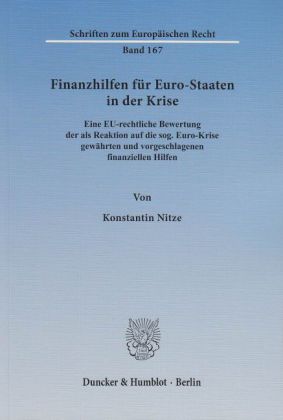 Schriften zum Europäischen Recht
Band 167
Finanzhilfen für Euro-Staaten
in der Krise
Eine EU-rechtliche Bewertung
der als Reaktion auf die sog. Euro-Krise
gewährten und vorgeschlagenen
finanziellen Hilfen
Von
Konstantin Nitze
Duncker & Humblot · Berlin